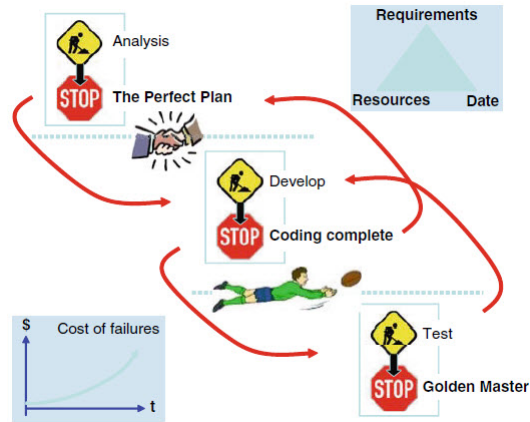 Requirements
Resources
Date
Analysis
STOP
The Perfect Plan
Develop
STOP
Coding complete
$
Cost of failures
t
Test
STOP
Golden Master